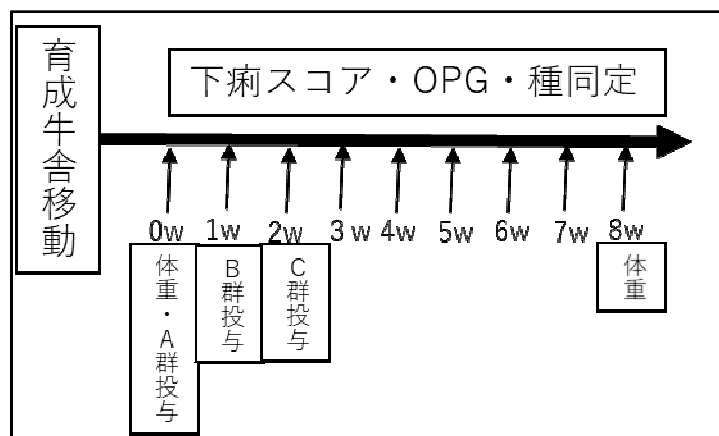 育成牛舎移動
下痢スコア・OPG・種同定
0w 1w 2w 3w 4w 5w 6w 7w 8w
体重・A群投与
B群投与
C群投与
体重